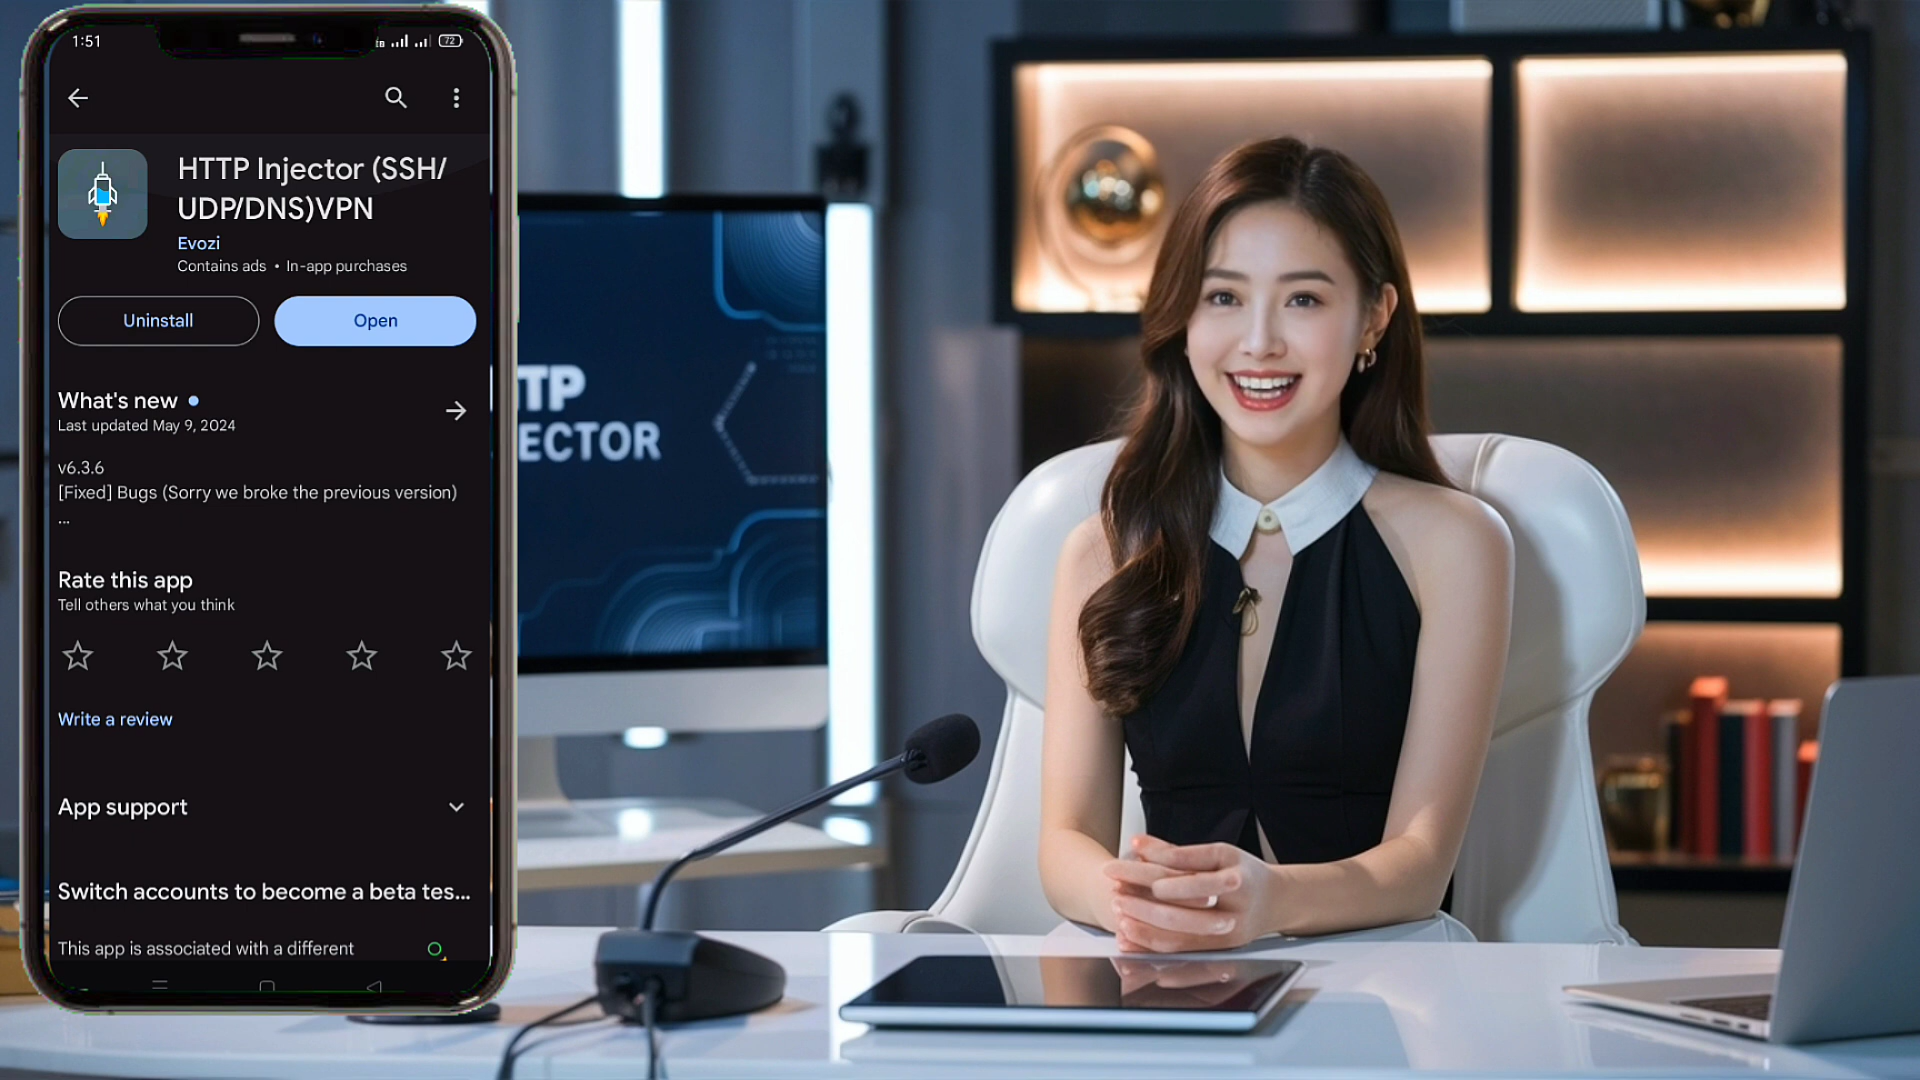 1:51
72
HTTP Injector (SSH/
UDP/DNS)VPN
Evozi
Contains ads • In-app purchases
Uninstall
Open
What's new
Last updated May 9, 2024
v6.3.6
[Fixed] Bugs (Sorry we broke the previous version)
...
Rate this app
Tell others what you think
Write a review
App support
Switch accounts to become a beta tes...
This app is associated with a different
TP
ECTOR